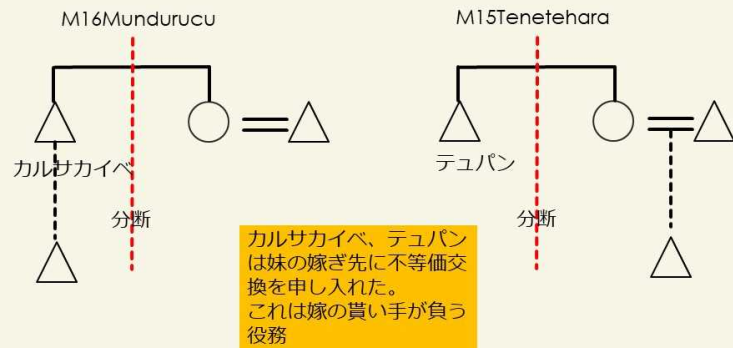 M16Mundurucu
M15Tenetehara
カルサカイベ
テュパン
分断
分断
カルサカイベ、テュパン
は妹の嫁ぎ先に不等価交
換を申し入れた。
これは嫁の貰い手が負う
役務